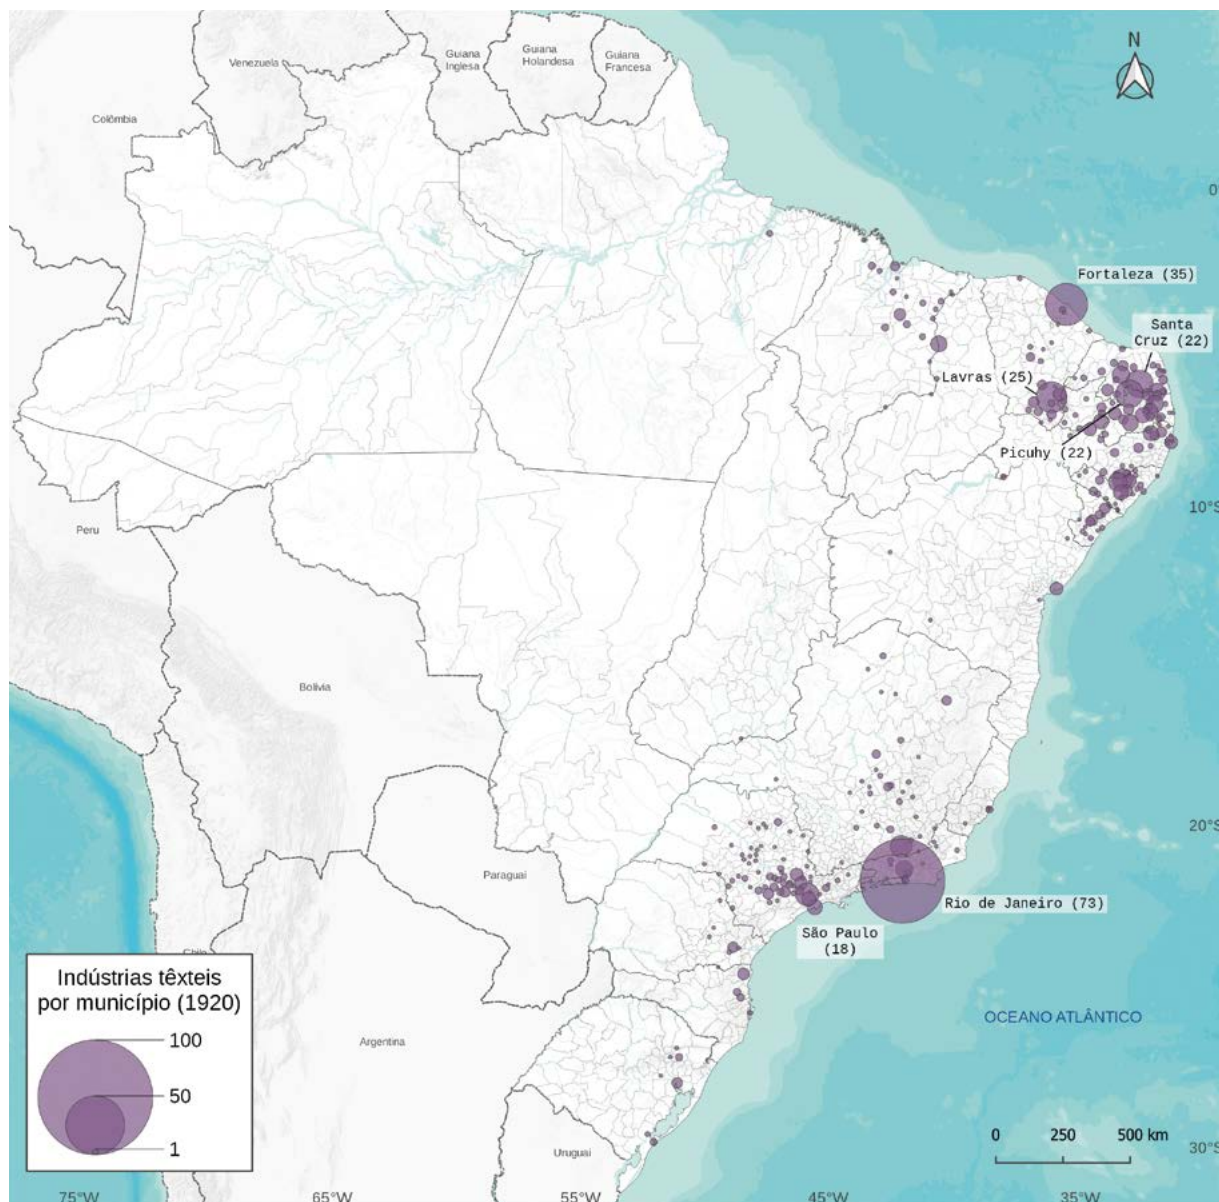 N
Venezuela
Guiana
Inglesa
Guiana
Holandesa
Guiana
Francesa
Colômbia
0
Fortaleza (35)
Santa
Cruz (22)
Lavras (25)
Picuhy (22)
Peru
10°S
Bolívia
20°S
Paraguai
Rio de Janeiro (73)
São Paulo
(18)
Chile
Indústrias têxteis
por município (1920)
100
50
1
OCEANO ATLÂNTICO
Argentina
0 250 500 km
Uruguai
30°S
75°W 65°W 55°W 45°W 35°W